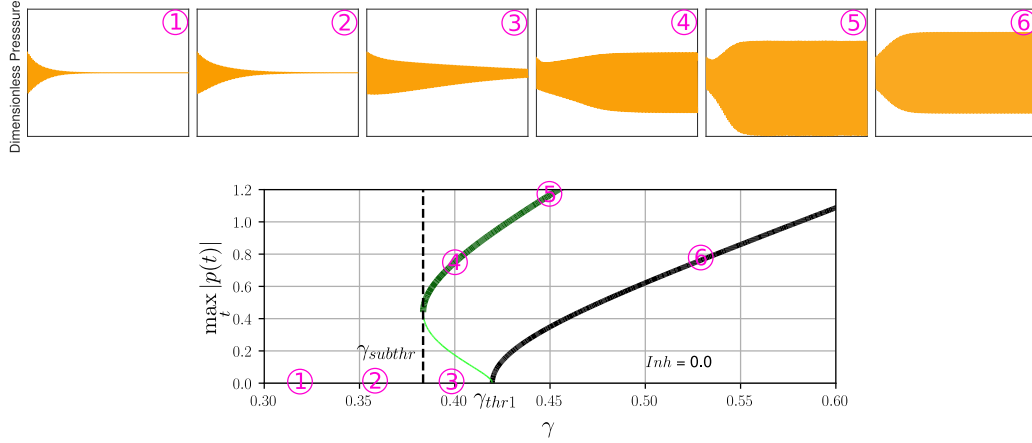 Dimensionless Presssure
① ② ③ ④ ⑤ ⑥
max |p(t)|
t
1.2
1.0
0.8
0.6
0.4
0.2
0.0
⑤
④
⑥
γsubthr
Inh = 0.0
① ② ③
γthr1
0.30 0.35 0.40 0.45 0.50 0.55 0.60
γ